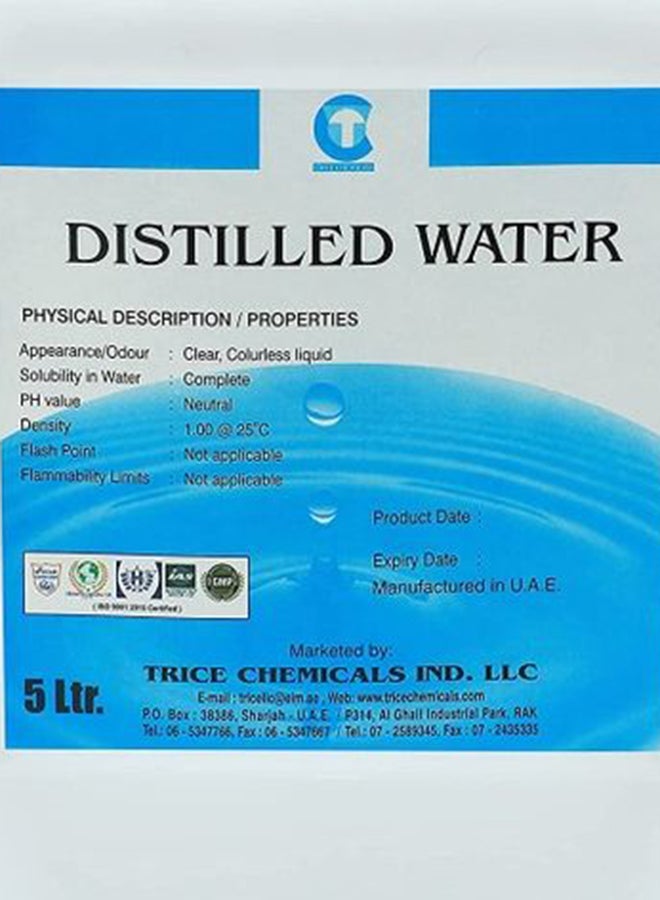 DISTILLED WATER
PHYSICAL DESCRIPTION / PROPERTIES
Appearance/Odour : Clear, Colurless liquid
Solubility in Water : Complete
PH value : Neutral
Density : 1.00 @ 25°C
Flash Point : Not applicable
Flammability Limits : Not applicable
Product Date :
Expiry Date :
Manufactured in U.A.E.
GMP
( ISO 9001 2015 Certified )
5 Ltr.
Marketed by:
TRICE CHEMICALS IND. LLC
E-mail : tricellc@eim.ae , Web: www.tricechemicals.com
P.O. Box : 38386, Sharjah - U.A.E. / P314, Al Ghail Industrial Park, RAK
Tel.: 06 - 5347766, Fax : 06 - 5347667 / Tel.: 07 - 2589345, Fax : 07 - 2435335